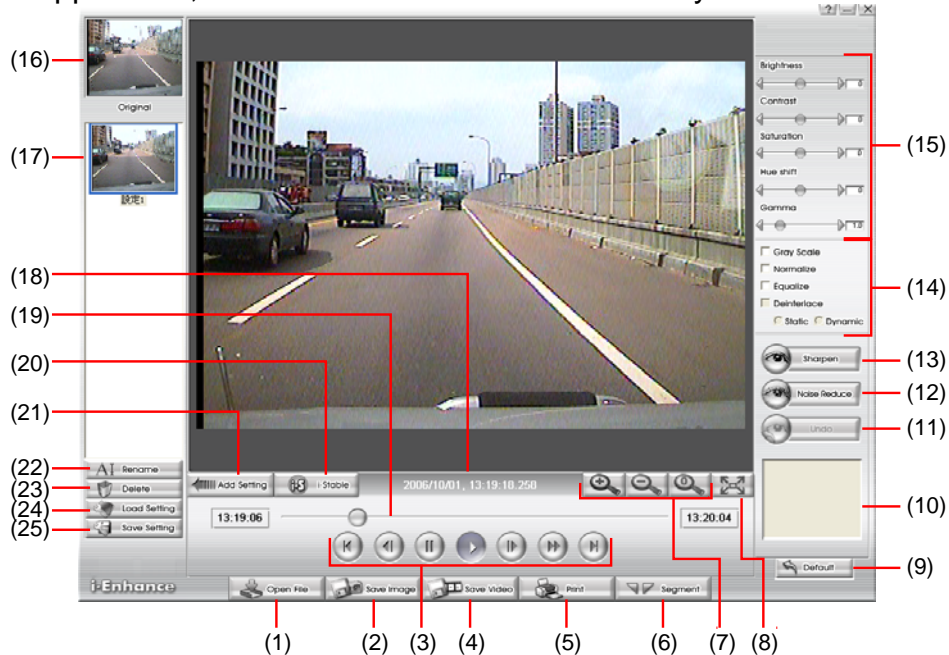 (16)
Original
(17)
設定1
Brightness
0
Contrast
0
Saturation
0
Hue shift
0
Gamma
1.0
(15)
Gray Scale
Normalize
Equalize
Deinterlace
Static Dynamic
(14)
Sharpen
(13)
Noise Reduce
(12)
Undo
(11)
(10)
Default
(9)
(18)
(19)
(20)
(21)
(22)
Rename
(23)
Delete
(24)
Load Setting
(25)
Save Setting
Add Setting
i-Stable
2006/10/01, 13:19:18.258
13:19:06
13:20:04
i-Enhance
Open File
Save Image
Save Video
Print
Segment
(1)
(2)
(3)
(4)
(5)
(6)
(7)
(8)